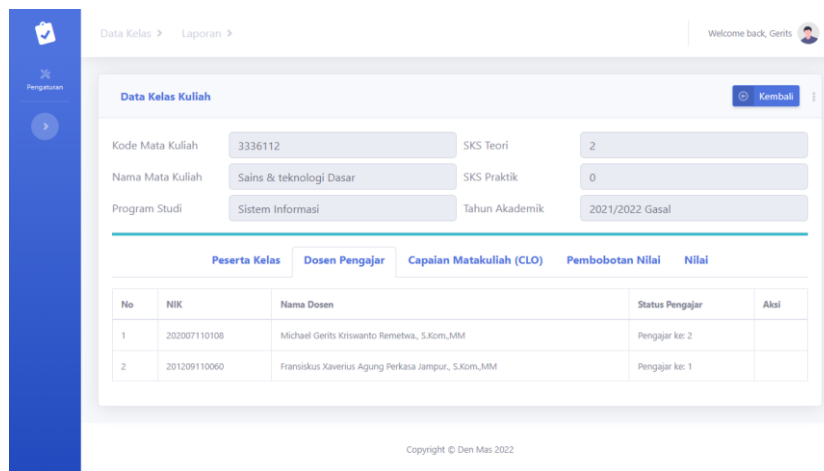 Data Kelas > Laporan > Welcome back, Gerits
Pengaturan
Data Kelas Kuliah Kembali
Kode Mata Kuliah 3336112 SKS Teori 2
Nama Mata Kuliah Sains & teknologi Dasar SKS Praktik 0
Program Studi Sistem Informasi Tahun Akademik 2021/2022 Gasal
Peserta Kelas Dosen Pengajar Capaian Matakuliah (CLO) Pembobotan Nilai Nilai
No NIK Nama Dosen Status Pengajar Aksi
1 202007110108 Michael Gerits Kriswanto Remetwa., S.Kom.,MM Pengajar ke: 2
2 201209110060 Fransiskus Xaverius Agung Perkasa Jampur., S.Kom.,MM Pengajar ke: 1
Copyright © Den Mas 2022